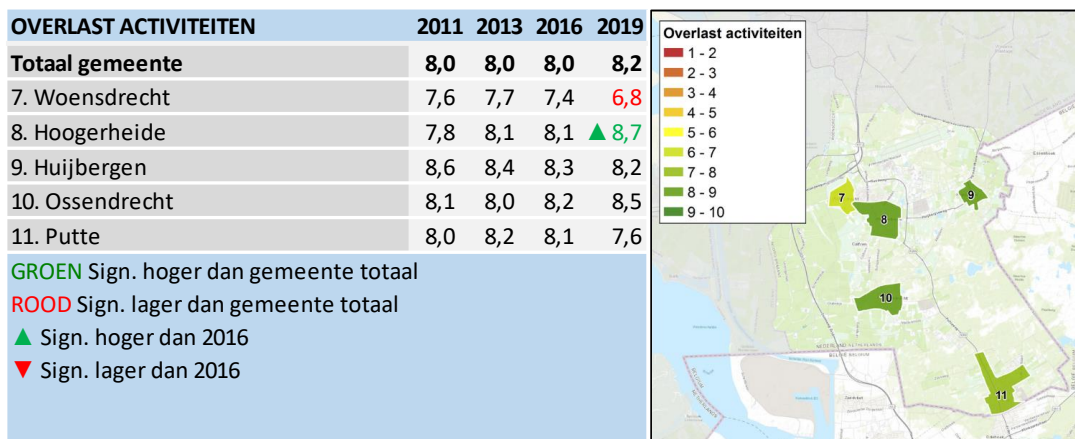 OVERLAST ACTIVITEITEN 2011 2013 2016 2019
Totaal gemeente 8,0 8,0 8,0 8,2
7. Woensdrecht 7,6 7,7 7,4 6,8
8. Hoogerheide 7,8 8,1 8,1 ▲ 8,7
9. Huijbergen 8,6 8,4 8,3 8,2
10. Ossendrecht 8,1 8,0 8,2 8,5
11. Putte 8,0 8,2 8,1 7,6
GROEN Sign. hoger dan gemeente totaal
ROOD Sign. lager dan gemeente totaal
▲ Sign. hoger dan 2016
▼ Sign. lager dan 2016
Overlast activiteiten
1 - 2
2 - 3
3 - 4
4 - 5
5 - 6
6 - 7
7 - 8
8 - 9
9 - 10
7
9
8
10
11